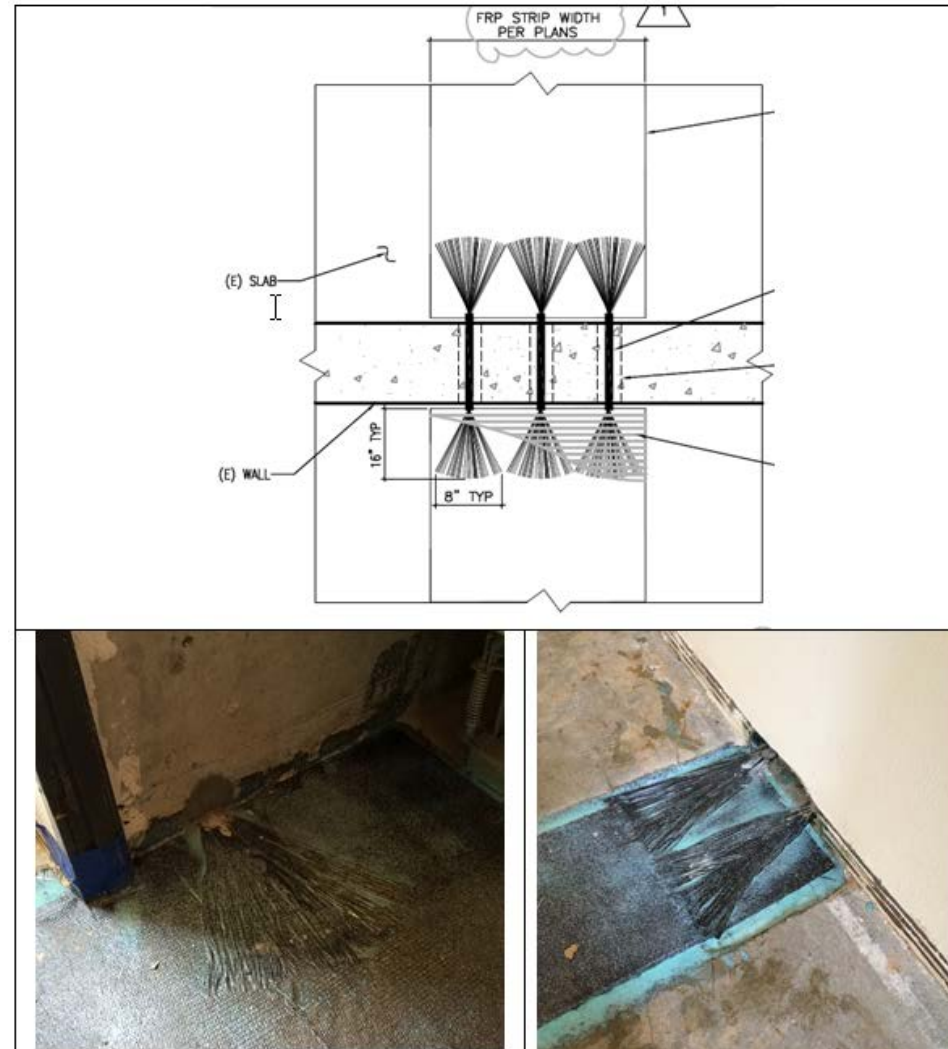 FRP STRIP WIDTH
PER PLANS
1
(E) SLAB
(E) WALL
16" TYP
8" TYP